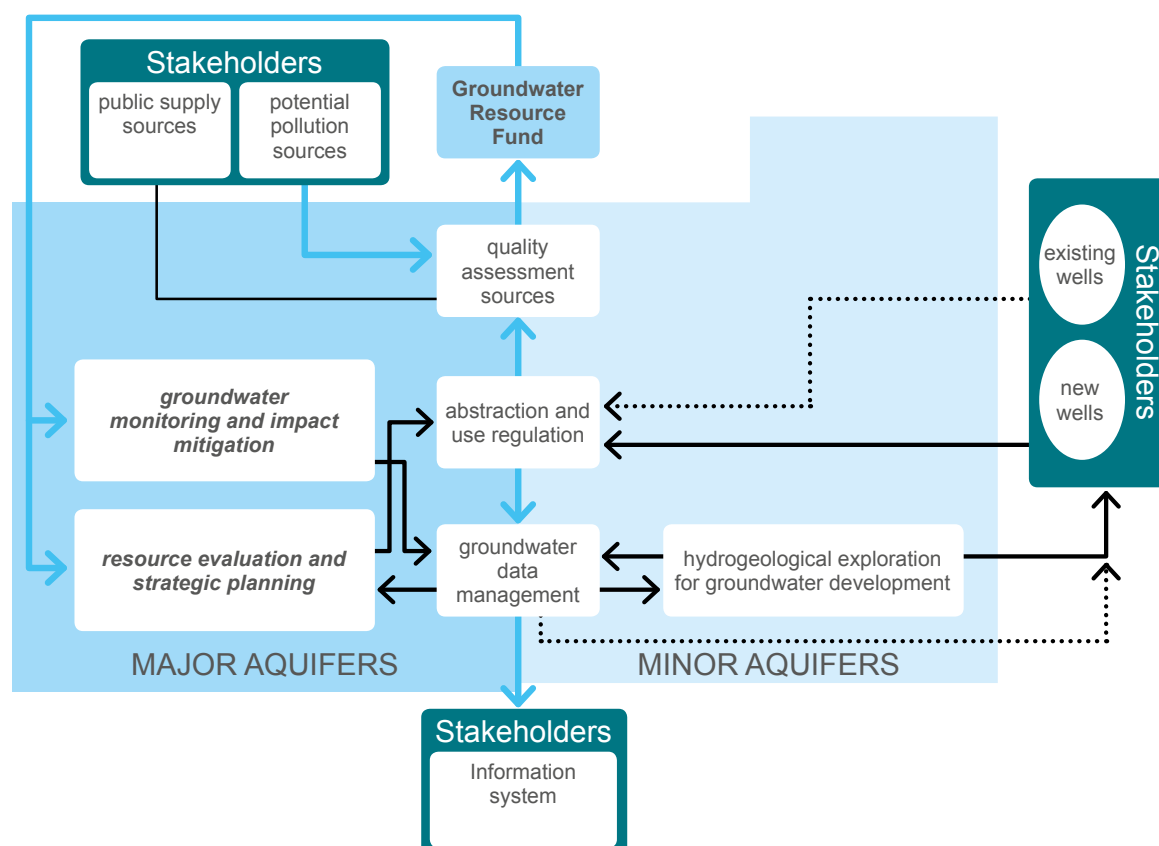 Stakeholders
public supply
sources
potential
pollution
sources
Groundwater
Resource
Fund
quality
assessment
sources
existing
wells
new
wells
Stakeholders
groundwater
monitoring and impact
mitigation
abstraction and
use regulation
resource evaluation and
strategic planning
groundwater
data
management
hydrogeological exploration
for groundwater development
MAJOR AQUIFERS
MINOR AQUIFERS
Stakeholders
Information
system